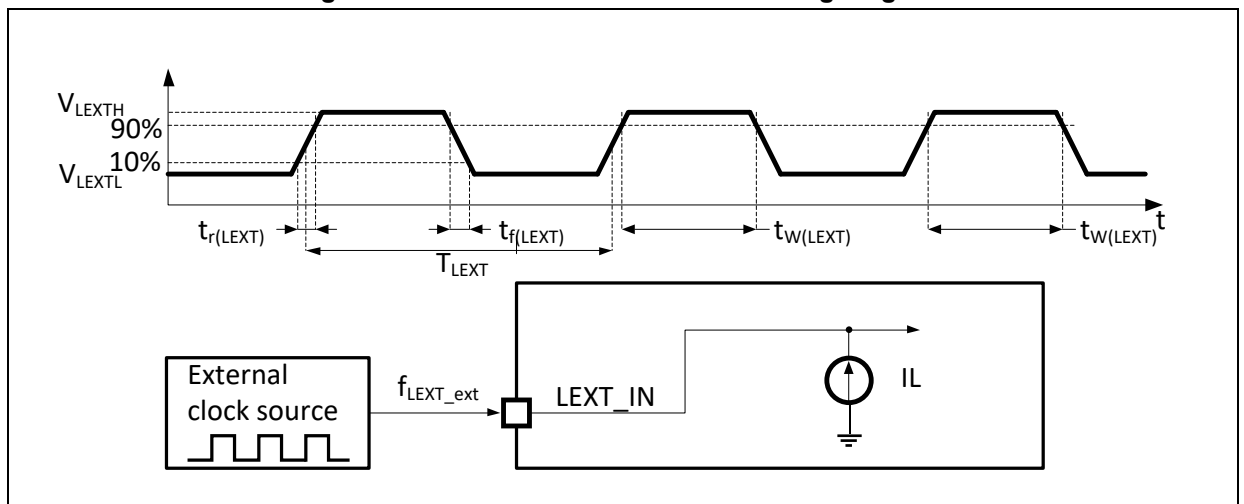 V_LEXTH
90%
10%
V_LEXTL
t_r(LEXT)
t_f(LEXT)
t_W(LEXT)
t_W(LEXT)
t
T_LEXT
External
clock source
f_LEXT_ext
LEXT_IN
IL